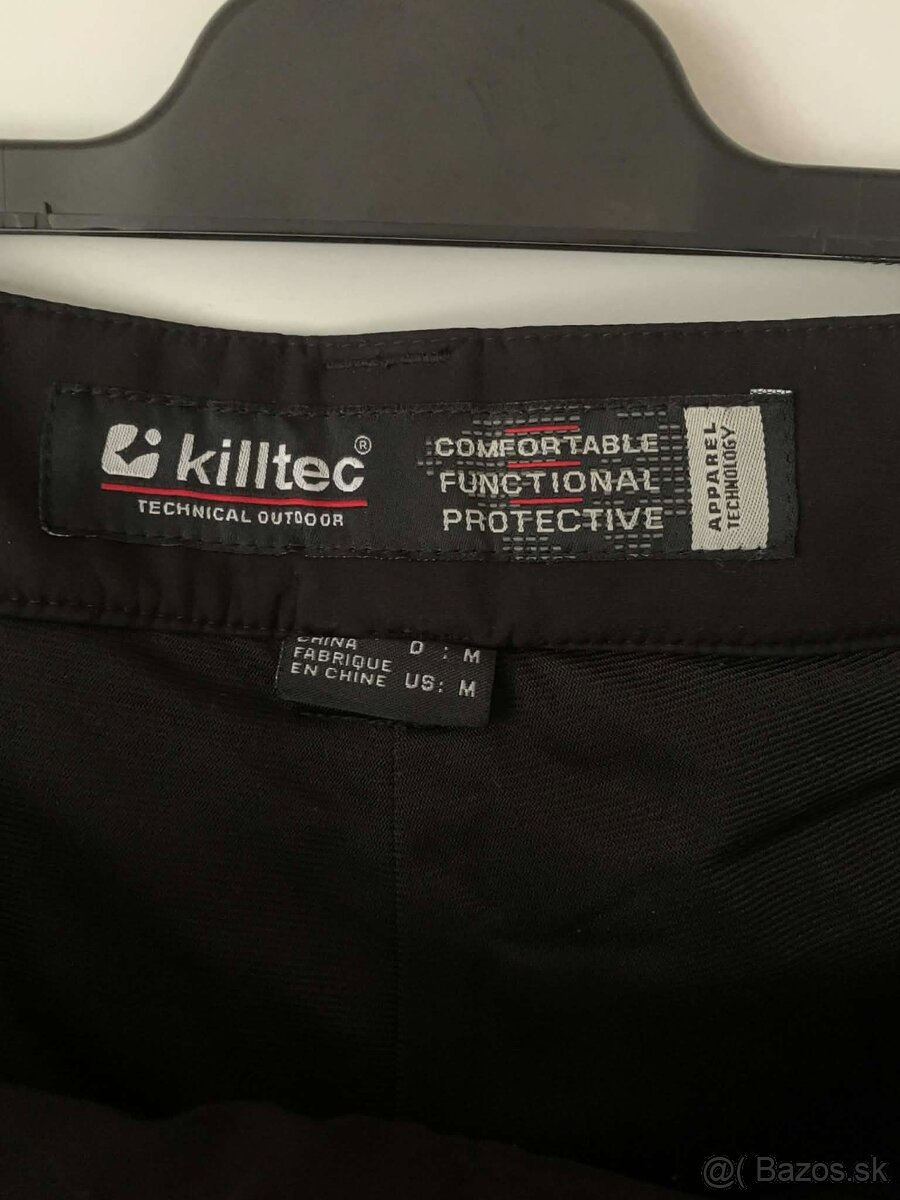 killtec®
TECHNICAL OUTDOOR
COMFORTABLE
FUNCTIONAL
PROTECTIVE
APPAREL
TECHNOLOGY
CHINA D : M
FABRIQUE
EN CHINE US: M
@( Bazos.sk